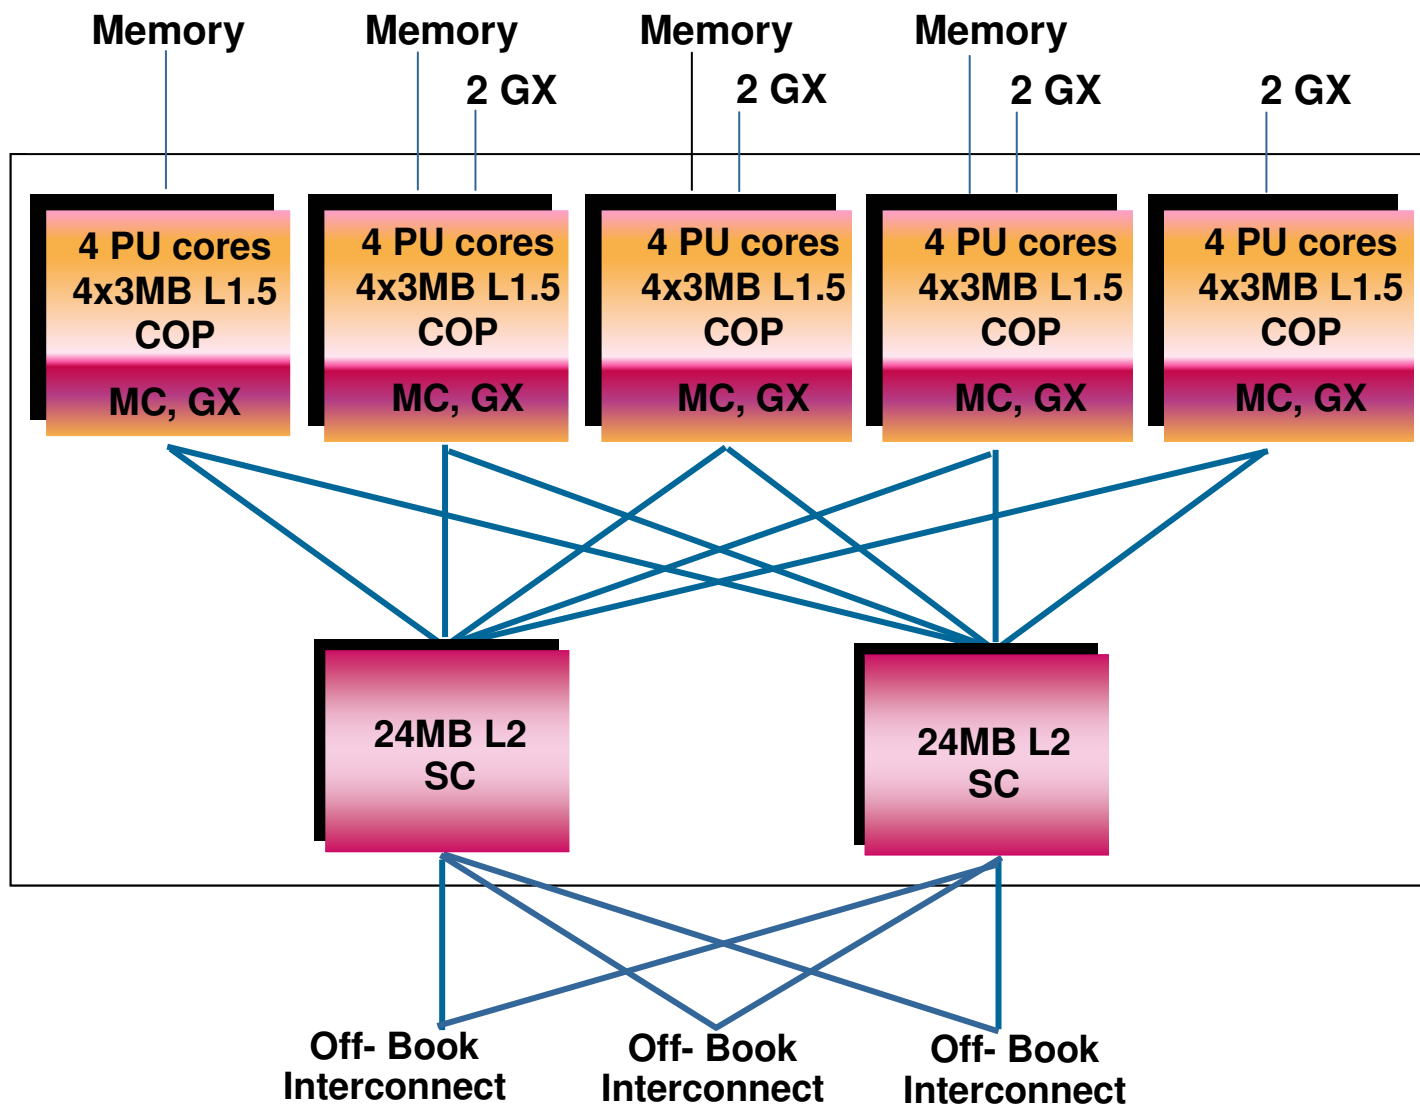 Memory
Memory
Memory
Memory
2 GX
2 GX
2 GX
2 GX
4 PU cores
4x3MB L1.5
COP
MC, GX
4 PU cores
4x3MB L1.5
COP
MC, GX
4 PU cores
4x3MB L1.5
COP
MC, GX
4 PU cores
4x3MB L1.5
COP
MC, GX
4 PU cores
4x3MB L1.5
COP
MC, GX
24MB L2
SC
24MB L2
SC
Off- Book
Interconnect
Off- Book
Interconnect
Off- Book
Interconnect